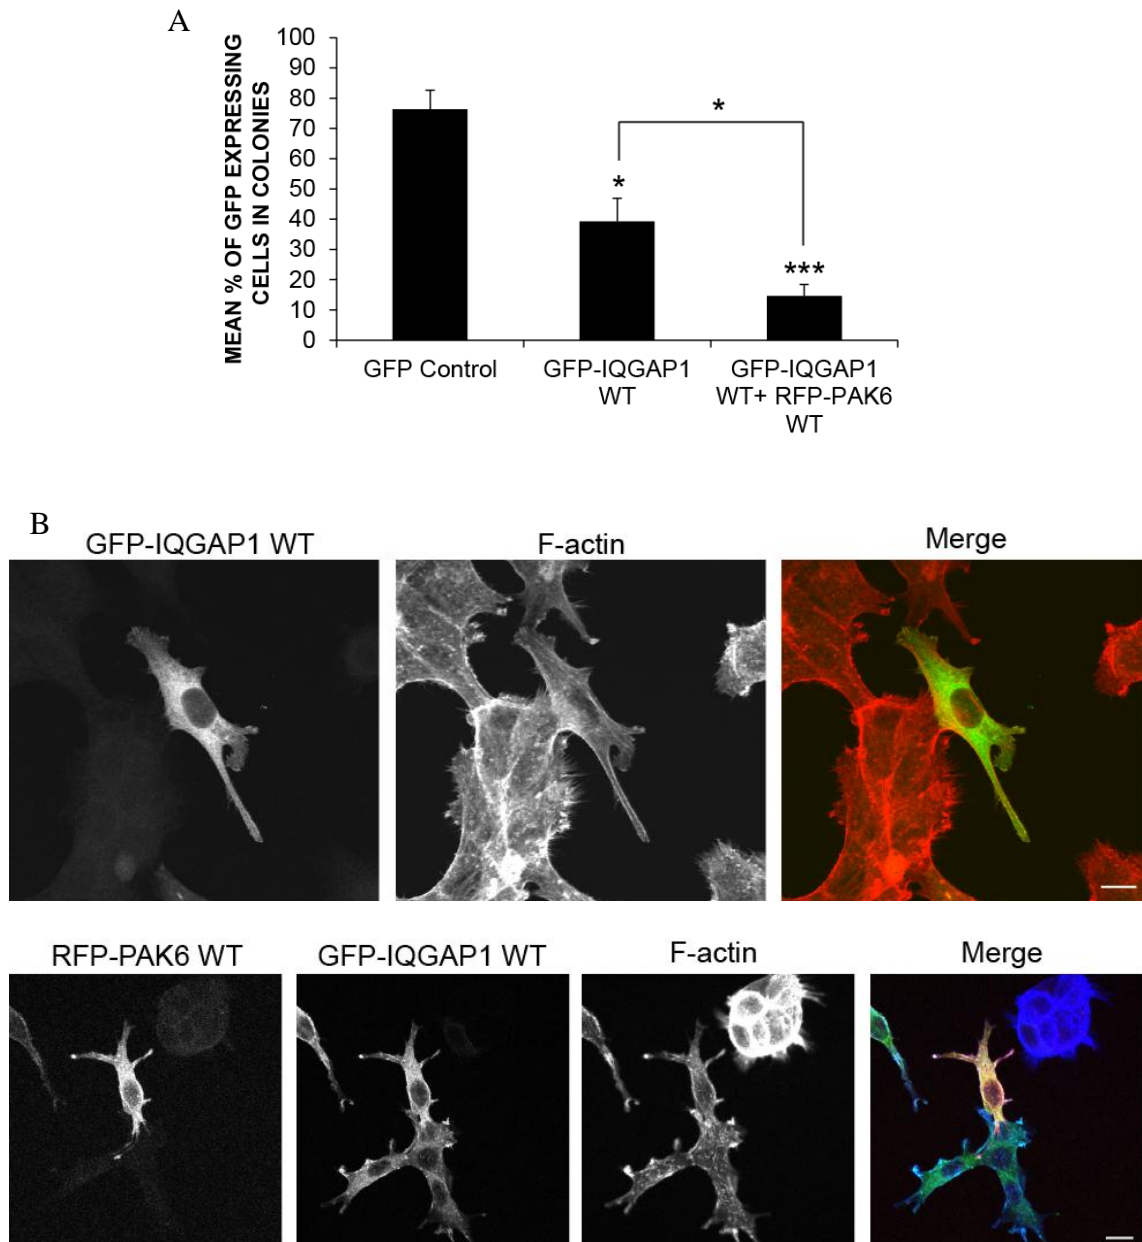 A
MEAN % OF GFP EXPRESSING
CELLS IN COLONIES
100
90
80
70
60
50
40
30
20
10
0
*
*
***
GFP Control
GFP-IQGAP1
WT
GFP-IQGAP1
WT+ RFP-PAK6
WT
B
GFP-IQGAP1 WT
F-actin
Merge
RFP-PAK6 WT
GFP-IQGAP1 WT
F-actin
Merge